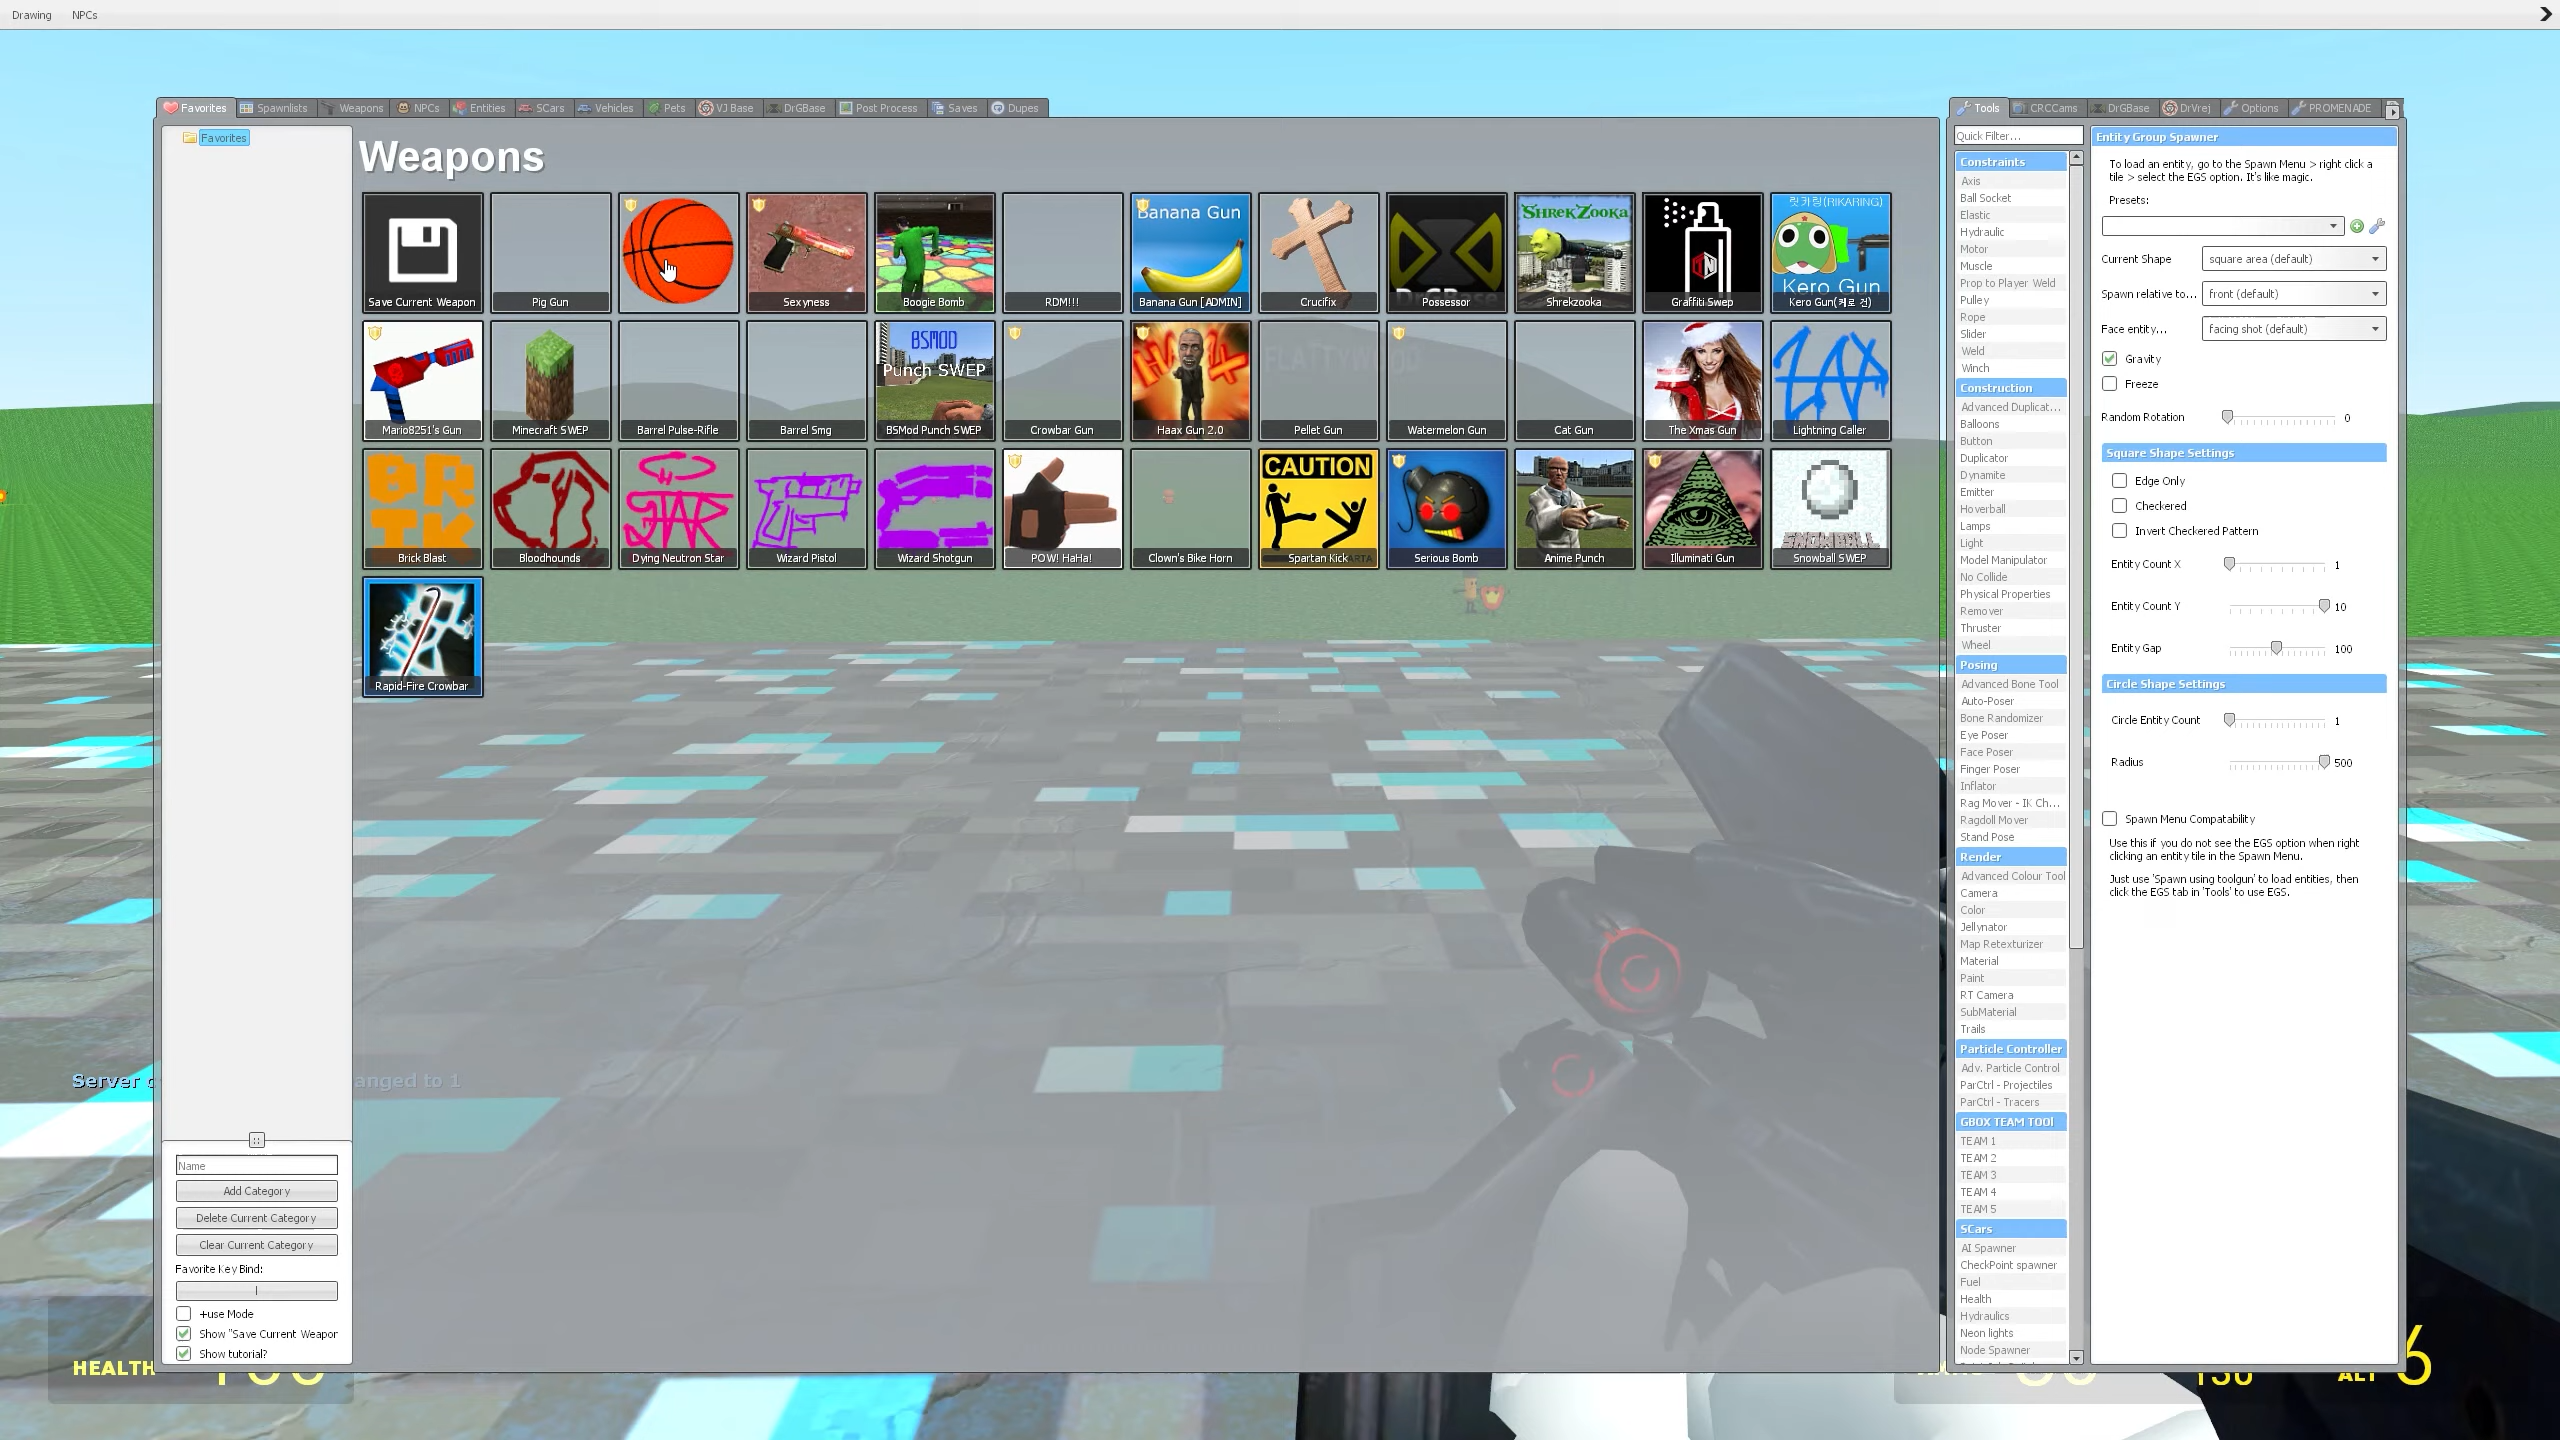 Drawing NPCs
Favorites Spawnlists Weapons NPCs Entities SCars Vehicles Pets VJ Base DrGBase Post Process Saves Dupes
Favorites
Weapons
Save Current Weapon
Pig Gun
Sexyness
Boogie Bomb
RDM!!!
Banana Gun
Banana Gun [ADMIN]
Crucifix
Possessor
SHREKZOOKA
Shrekzooka
Graffiti Swep
(RIKARING)
Kero Gun
Kero Gun(케로 건)
Mario8251's Gun
Minecraft SWEP
Barrel Pulse-Rifle
Barrel Smg
BSMOD
Punch SWEP
BSMod Punch SWEP
Crowbar Gun
Haax Gun 2.0
Pellet Gun
Watermelon Gun
Cat Gun
The Xmas Gun
Lightning Caller
Brick Blast
Bloodhounds
STAR
Dying Neutron Star
Wizard Pistol
Wizard Shotgun
POW! HaHa!
Clown's Bike Horn
CAUTION
Spartan Kick
Serious Bomb
Anime Punch
Illuminati Gun
SNOWBALL
Snowball SWEP
Rapid-Fire Crowbar
Server
anged to 1
Name
Add Category
Delete Current Category
Clear Current Category
Favorite Key Bind:
I
+use Mode
Show "Save Current Weapor
Show tutorial?
HEALTH
Tools CRCCams DrGBase DrVrej Options PROMENADE
Quick Filter...
Constraints
Axis
Ball Socket
Elastic
Hydraulic
Motor
Muscle
Prop to Player Weld
Pulley
Rope
Slider
Weld
Winch
Construction
Advanced Duplicat...
Balloons
Button
Duplicator
Dynamite
Emitter
Hoverball
Lamps
Light
Model Manipulator
No Collide
Physical Properties
Remover
Thruster
Wheel
Posing
Advanced Bone Tool
Auto-Poser
Bone Randomizer
Eye Poser
Face Poser
Finger Poser
Inflator
Rag Mover - IK Ch...
Ragdoll Mover
Stand Pose
Render
Advanced Colour Tool
Camera
Color
Jellynator
Map Retexturizer
Material
Paint
RT Camera
SubMaterial
Trails
Particle Controller
Adv. Particle Control
ParCtrl - Projectiles
ParCtrl - Tracers
GBOX TEAM TOOl
TEAM 1
TEAM 2
TEAM 3
TEAM 4
TEAM 5
SCars
AI Spawner
CheckPoint spawner
Fuel
Health
Hydraulics
Neon lights
Node Spawner
Entity Group Spawner
To load an entity, go to the Spawn Menu > right click a
tile > select the EGS option. It's like magic.
Presets:
Current Shape square area (default)
Spawn relative to... front (default)
Face entity... facing shot (default)
Gravity
Freeze
Random Rotation 0
Square Shape Settings
Edge Only
Checkered
Invert Checkered Pattern
Entity Count X 1
Entity Count Y 10
Entity Gap 100
Circle Shape Settings
Circle Entity Count 1
Radius 500
Spawn Menu Compatability
Use this if you do not see the EGS option when right
clicking an entity tile in the Spawn Menu.
Just use 'Spawn using toolgun' to load entities, then
click the EGS tab in 'Tools' to use EGS.
ALT 6